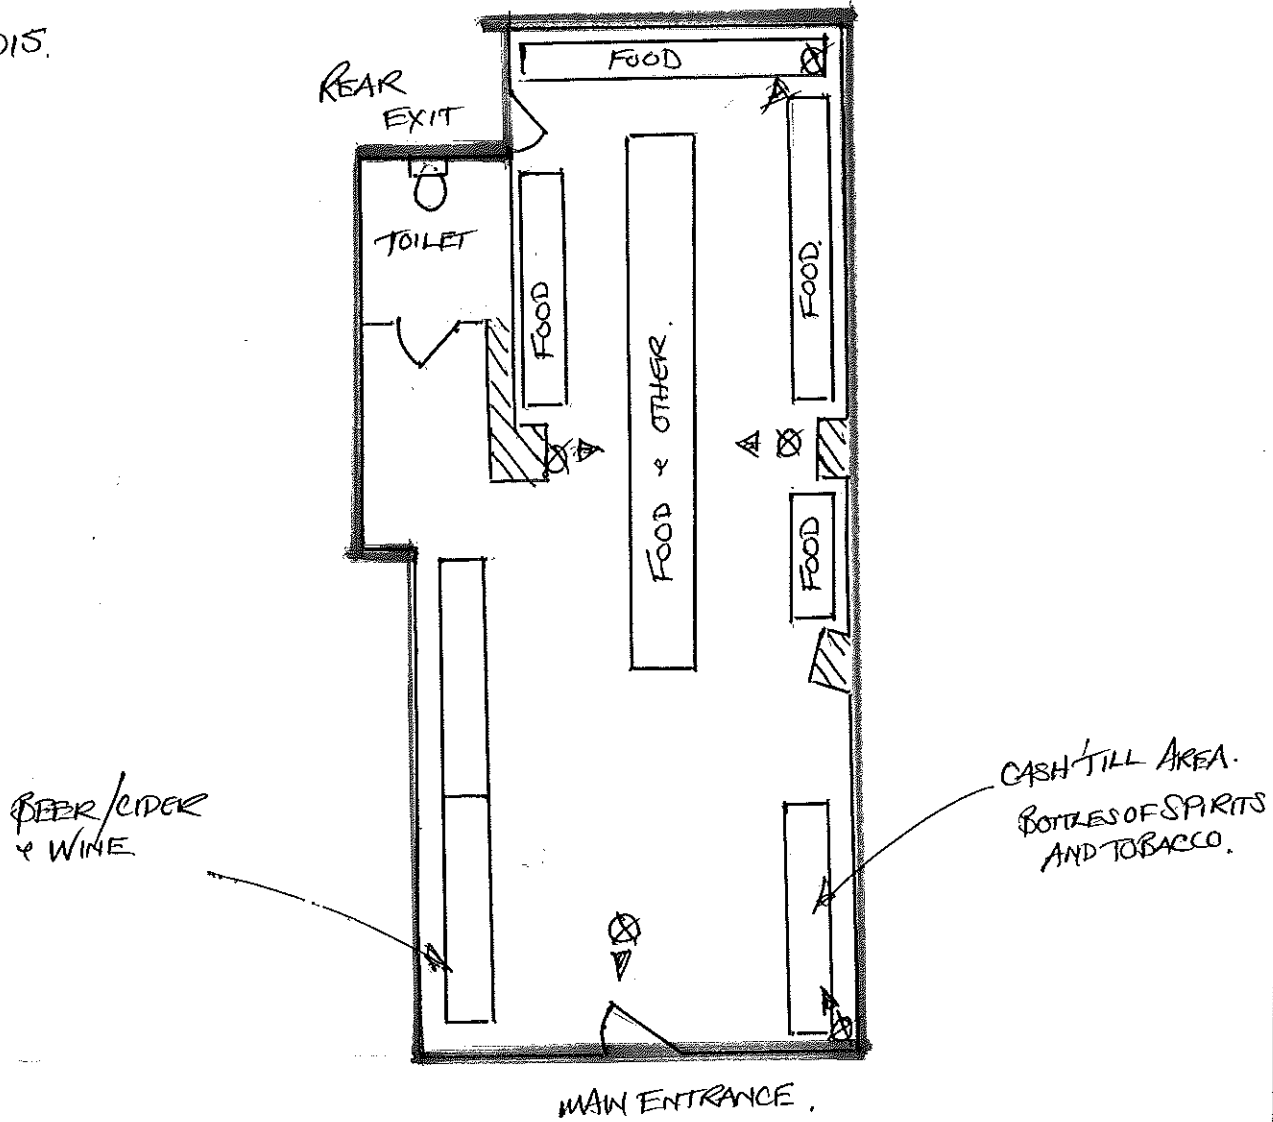 015.
FOOD
REAR
EXIT
TOILET
FOOD
FOOD.
FOOD & OTHER.
FOOD
BEER/CIDER
& WINE
CASH TILL AREA.
BOTTLES OF SPIRITS
AND TOBACCO.
MAIN ENTRANCE.